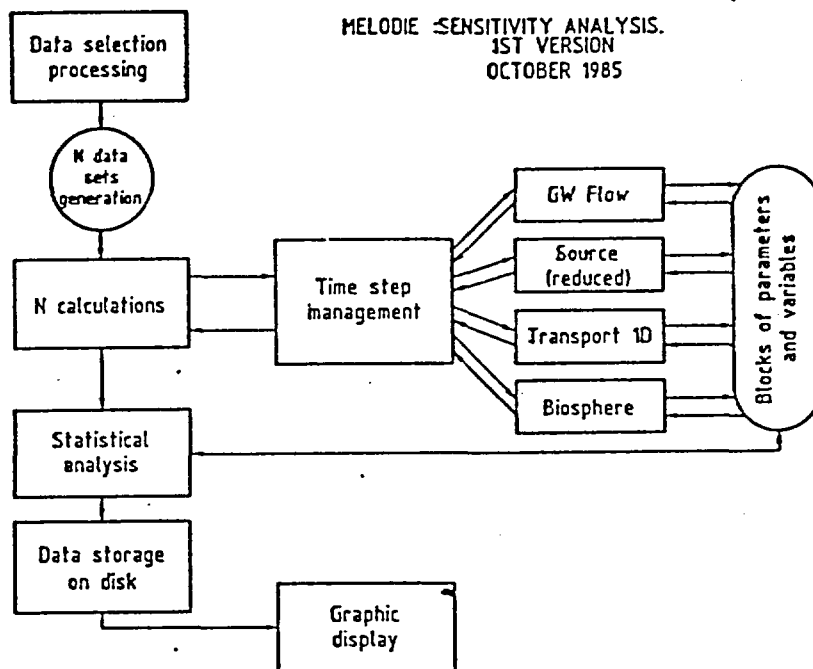 MELODIE SENSITIVITY ANALYSIS.
1ST VERSION
OCTOBER 1985
Data selection
processing
N data
sets
generation
N calculations
Time step
management
GW Flow
Source
(reduced)
Transport 1D
Biosphere
Blocks of parameters
and variables
Statistical
analysis
Data storage
on disk
Graphic
display